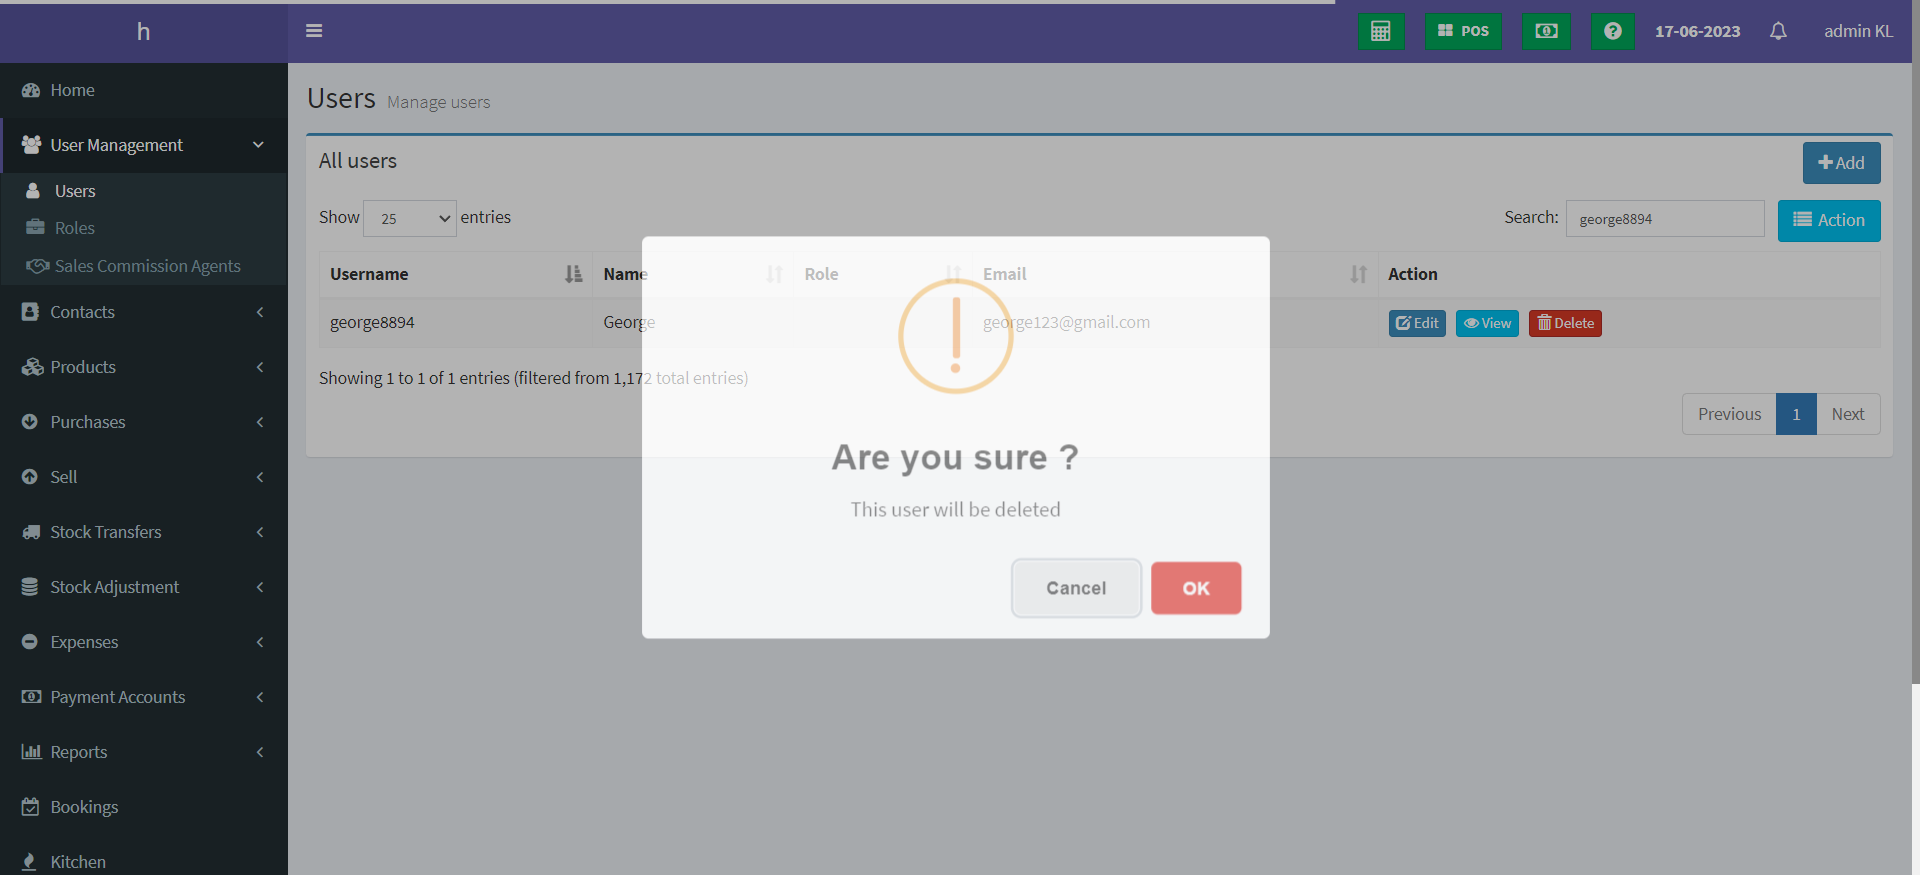 h
POS
17-06-2023
admin KL
Home
User Management
Users
Roles
Sales Commission Agents
Contacts
Products
Purchases
Sell
Stock Transfers
Stock Adjustment
Expenses
Payment Accounts
Reports
Bookings
Kitchen
Users Manage users
All users
Add
Show 25 entries
Search: george8894
Action
Username Name Role Email Action
george8894 George george123@gmail.com Edit View Delete
Showing 1 to 1 of 1 entries (filtered from 1,172 total entries)
Previous 1 Next
Are you sure ?
This user will be deleted
Cancel OK